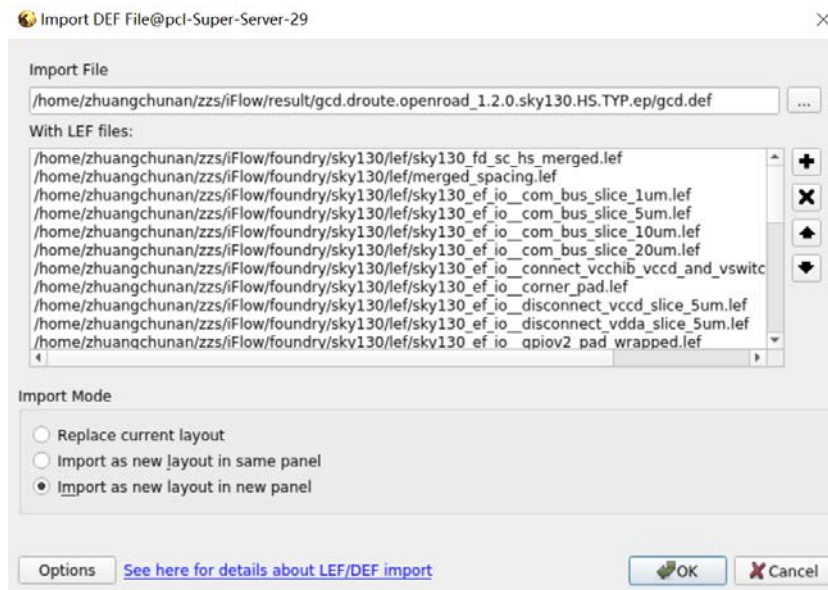 Import DEF File@pcl-Super-Server-29
Import File
/home/zhuangchunan/zzs/iFlow/result/gcd.droute.openroad_1.2.0.sky130.HS.TYP.ep/gcd.def
...
With LEF files:
/home/zhuangchunan/zzs/iFlow/foundry/sky130/lef/sky130_fd_sc_hs_merged.lef
/home/zhuangchunan/zzs/iFlow/foundry/sky130/lef/merged_spacing.lef
/home/zhuangchunan/zzs/iFlow/foundry/sky130/lef/sky130_ef_io__com_bus_slice_1um.lef
/home/zhuangchunan/zzs/iFlow/foundry/sky130/lef/sky130_ef_io__com_bus_slice_5um.lef
/home/zhuangchunan/zzs/iFlow/foundry/sky130/lef/sky130_ef_io__com_bus_slice_10um.lef
/home/zhuangchunan/zzs/iFlow/foundry/sky130/lef/sky130_ef_io__com_bus_slice_20um.lef
/home/zhuangchunan/zzs/iFlow/foundry/sky130/lef/sky130_ef_io__connect_vcchib_vccd_and_vswitc
/home/zhuangchunan/zzs/iFlow/foundry/sky130/lef/sky130_ef_io__corner_pad.lef
/home/zhuangchunan/zzs/iFlow/foundry/sky130/lef/sky130_ef_io__disconnect_vccd_slice_5um.lef
/home/zhuangchunan/zzs/iFlow/foundry/sky130/lef/sky130_ef_io__disconnect_vdda_slice_5um.lef
/home/zhuangchunan/zzs/iFlow/foundry/sky130/lef/sky130_ef_io__gpiov2_pad_wrapped.lef
Import Mode
Replace current layout
Import as new layout in same panel
Import as new layout in new panel
Options See here for details about LEF/DEF import OK Cancel